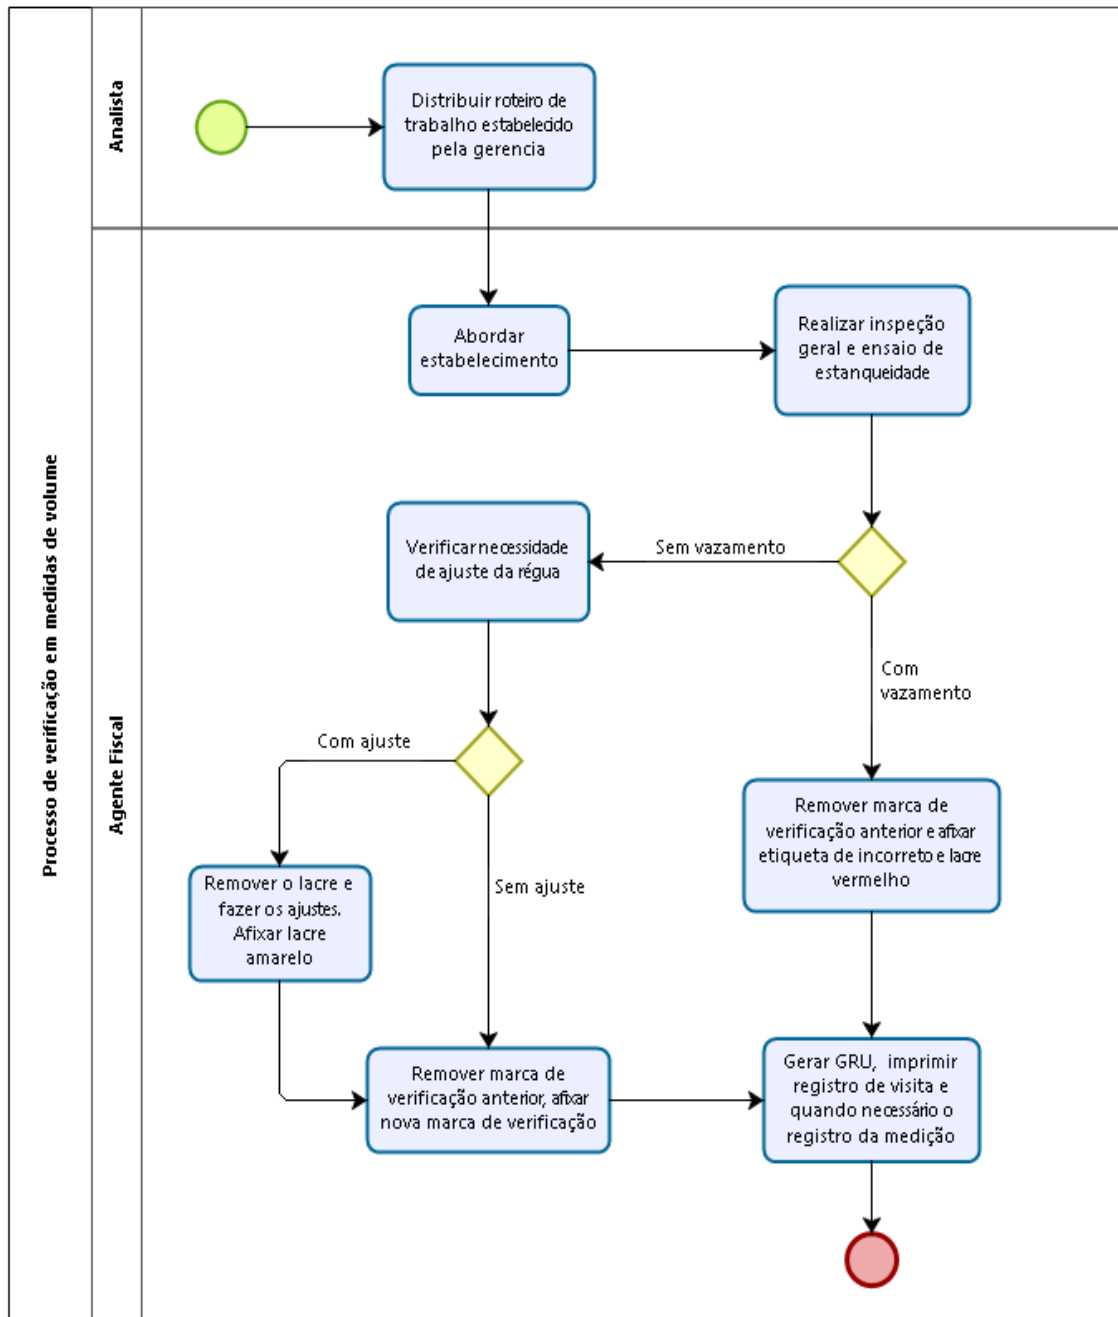 Processo de verificação em medidas de volume
Analista
Distribuir roteiro de
trabalho estabelecido
pela gerencia
Agente Fiscal
Abordar
estabelecimento
Realizar inspeção
geral e ensaio de
estanqueidade
Sem vazamento
Verificar necessidade
de ajuste da régua
Com
vazamento
Com ajuste
Sem ajuste
Remover o lacre e
fazer os ajustes.
Afixar lacre
amarelo
Remover marca de
verificação anterior e afixar
etiqueta de incorreto e lacre
vermelho
Remover marca de
verificação anterior, afixar
nova marca de verificação
Gerar GRU, imprimir
registro de visita e
quando necessário o
registro da medição